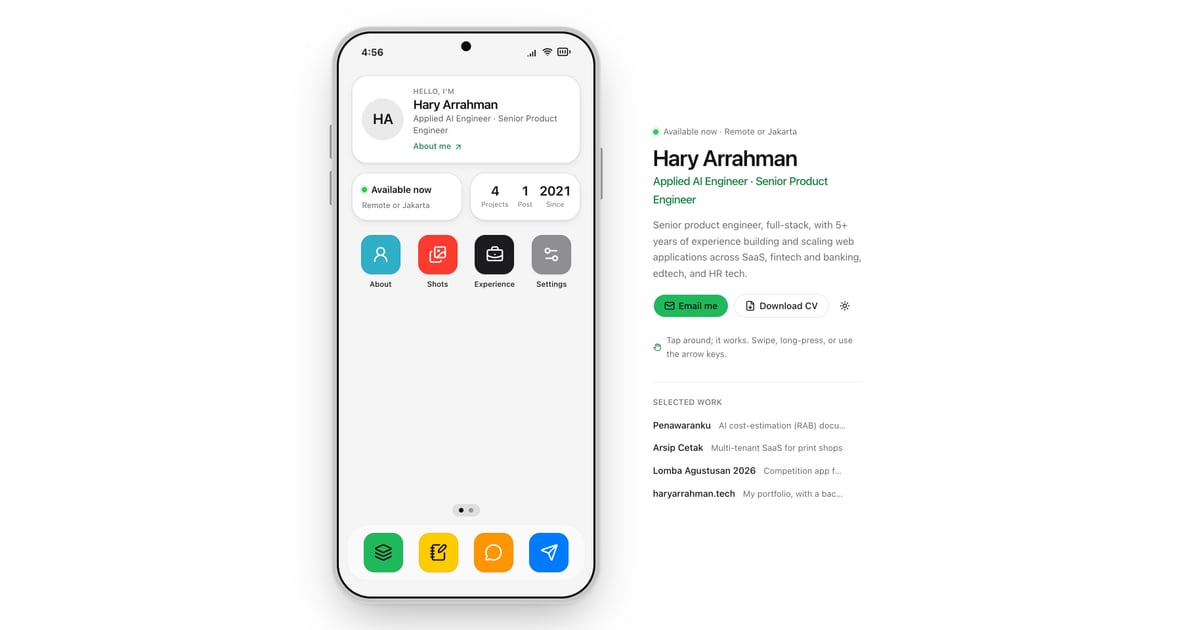 4:56
HELLO, I'M
HA
Hary Arrahman
Applied AI Engineer · Senior Product
Engineer
About me ↗
Available now
Remote or Jakarta
4 1 2021
Projects Post Since
About Shots Experience Settings
Available now · Remote or Jakarta
Hary Arrahman
Applied AI Engineer · Senior Product
Engineer
Senior product engineer, full-stack, with 5+
years of experience building and scaling web
applications across SaaS, fintech and banking,
edtech, and HR tech.
Email me Download CV
Tap around; it works. Swipe, long-press, or use
the arrow keys.
SELECTED WORK
Penawaranku AI cost-estimation (RAB) docu...
Arsip Cetak Multi-tenant SaaS for print shops
Lomba Agustusan 2026 Competition app f...
haryarrahman.tech My portfolio, with a bac...